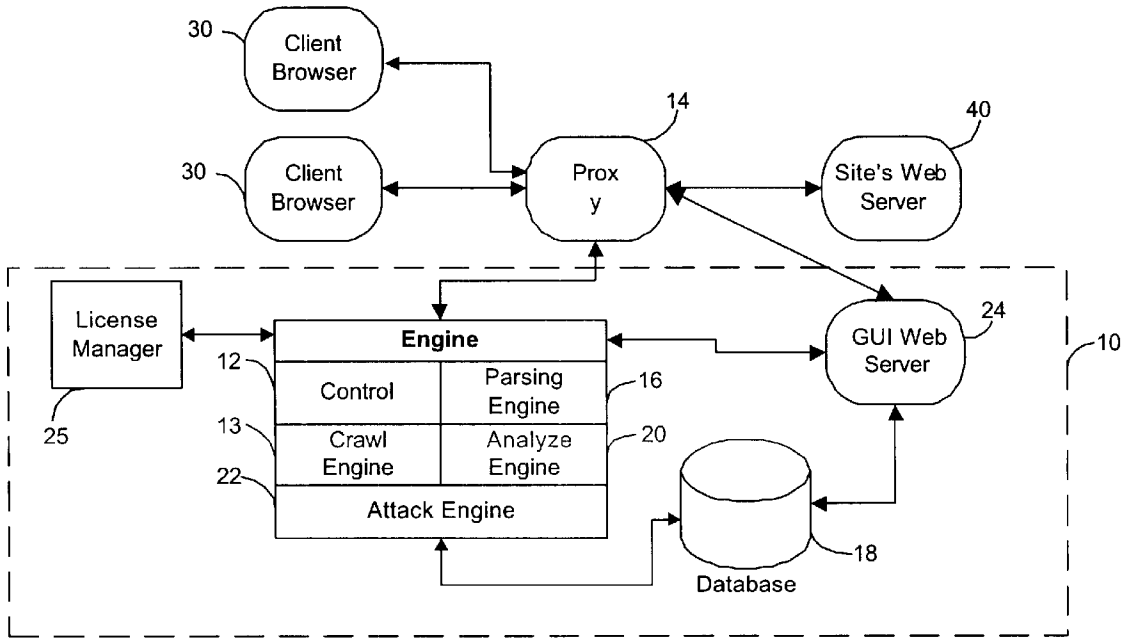 30
Client
Browser
14
40
30
Client
Browser
Prox
y
Site's Web
Server
License
Manager
25
Engine
12
Control
Parsing
Engine
16
13
Crawl
Engine
Analyze
Engine
20
22
Attack Engine
GUI Web
Server
24
10
18
Database